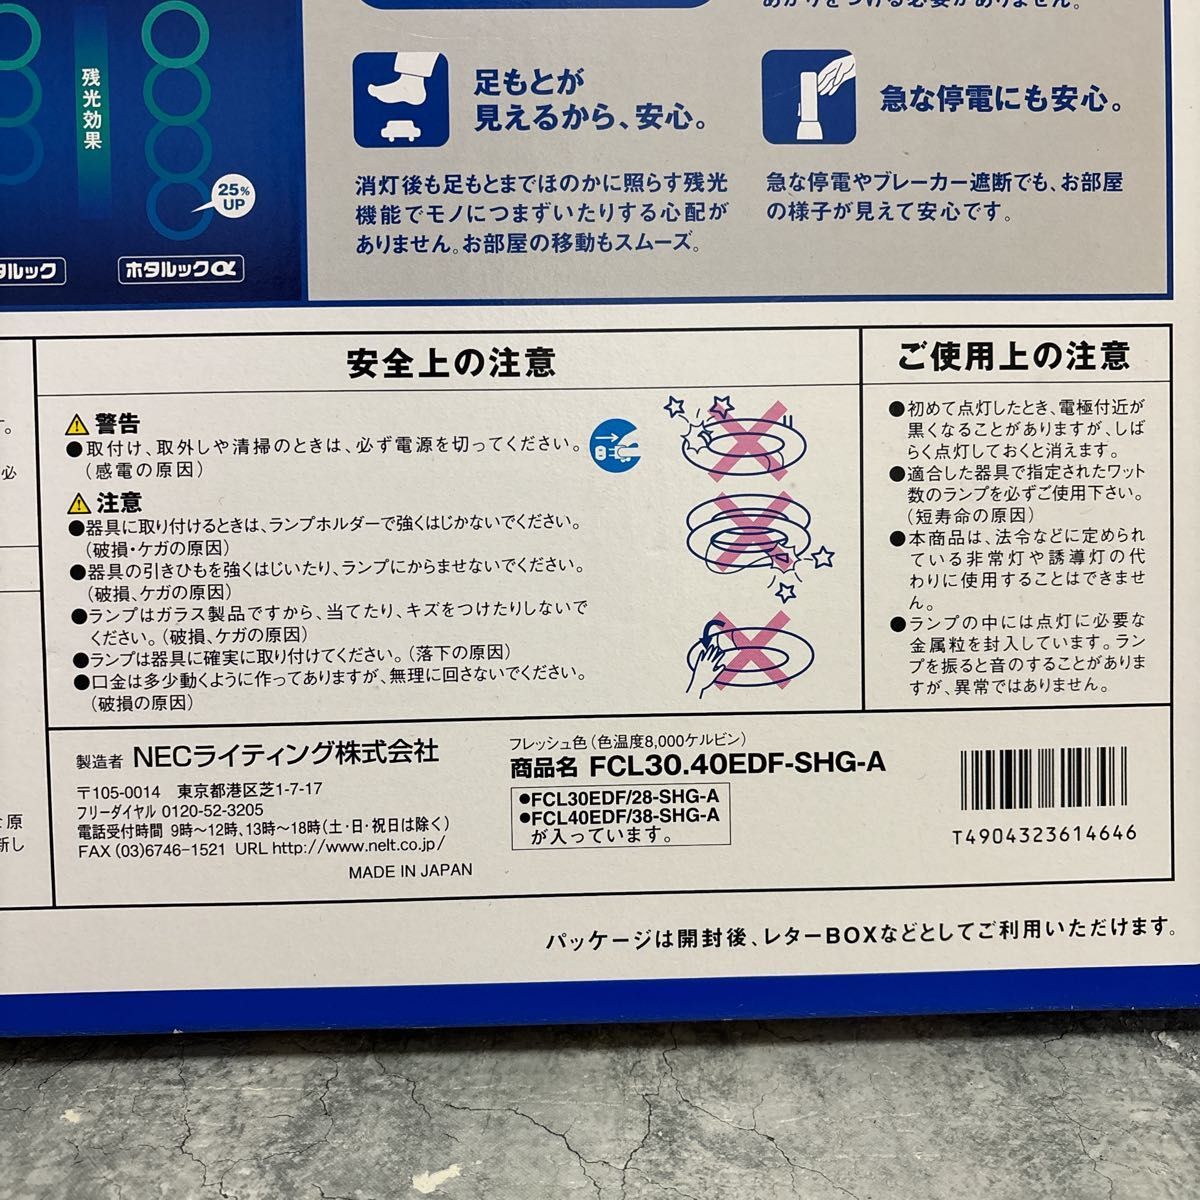 残光効果
25%
UP
タルック
ホタルックα
足もとが
見えるから、安心。
消灯後も足もとまでほのかに照らす残光
機能でモノにつまずいたりする心配が
ありません。お部屋の移動もスムーズ。
急な停電にも安心。
急な停電やブレーカー遮断でも、お部屋
の様子が見えて安心です。
安全上の注意
警告
●取付け、取外しや清掃のときは、必ず電源を切ってください。
(感電の原因)
注意
●器具に取り付けるときは、ランプホルダーで強くはじかないでください。
(破損・ケガの原因)
●器具の引きひもを強くはじいたり、ランプにからませないでください。
(破損、ケガの原因)
●ランプはガラス製品ですから、当てたり、キズをつけたりしないで
ください。(破損、ケガの原因)
●ランプは器具に確実に取り付けてください。(落下の原因)
●口金は多少動くように作ってありますが、無理に回さないでください。
(破損の原因)
ご使用上の注意
●初めて点灯したとき、電極付近が
黒くなることがありますが、しば
らく点灯しておくと消えます。
●適合した器具で指定されたワット
数のランプを必ずご使用下さい。
(短寿命の原因)
●本商品は、法令などに定められ
ている非常灯や誘導灯の代
わりに使用することはできませ
ん。
●ランプの中には点灯に必要な
金属粒を封入しています。ラン
プを振ると音のすることがありま
すが、異常ではありません。
製造者 NECライティング株式会社
〒105-0014 東京都港区芝1-7-17
フリーダイヤル 0120-52-3205
電話受付時間 9時〜12時、13時〜18時(土・日・祝日は除く)
FAX (03)6746-1521 URL http://www.nelt.co.jp/
MADE IN JAPAN
フレッシュ色(色温度8,000ケルビン)
商品名 FCL30.40EDF-SHG-A
●FCL30EDF/28-SHG-A
●FCL40EDF/38-SHG-A
が入っています。
T4904323614646
パッケージは開封後、レターBOXなどとしてご利用いただけます。